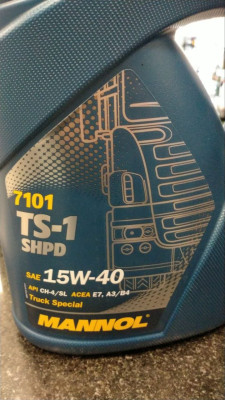 7101
TS-1
SHPD
SAE 15W-40
API CH-4/SL ACEA E7, A3/B4
Truck Special
MANNOL